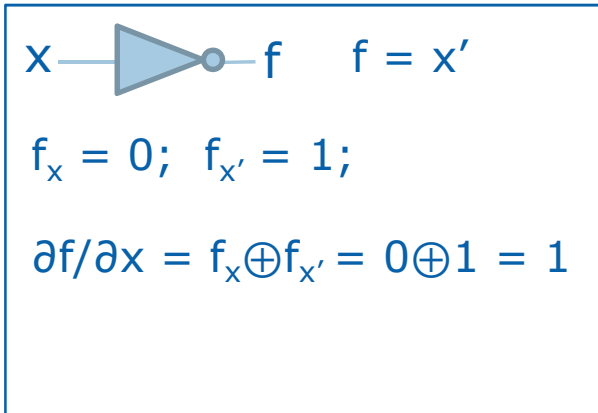 x f f = x′
fₓ = 0; fₓ′ = 1;
∂f/∂x = fₓ⊕fₓ′ = 0⊕1 = 1